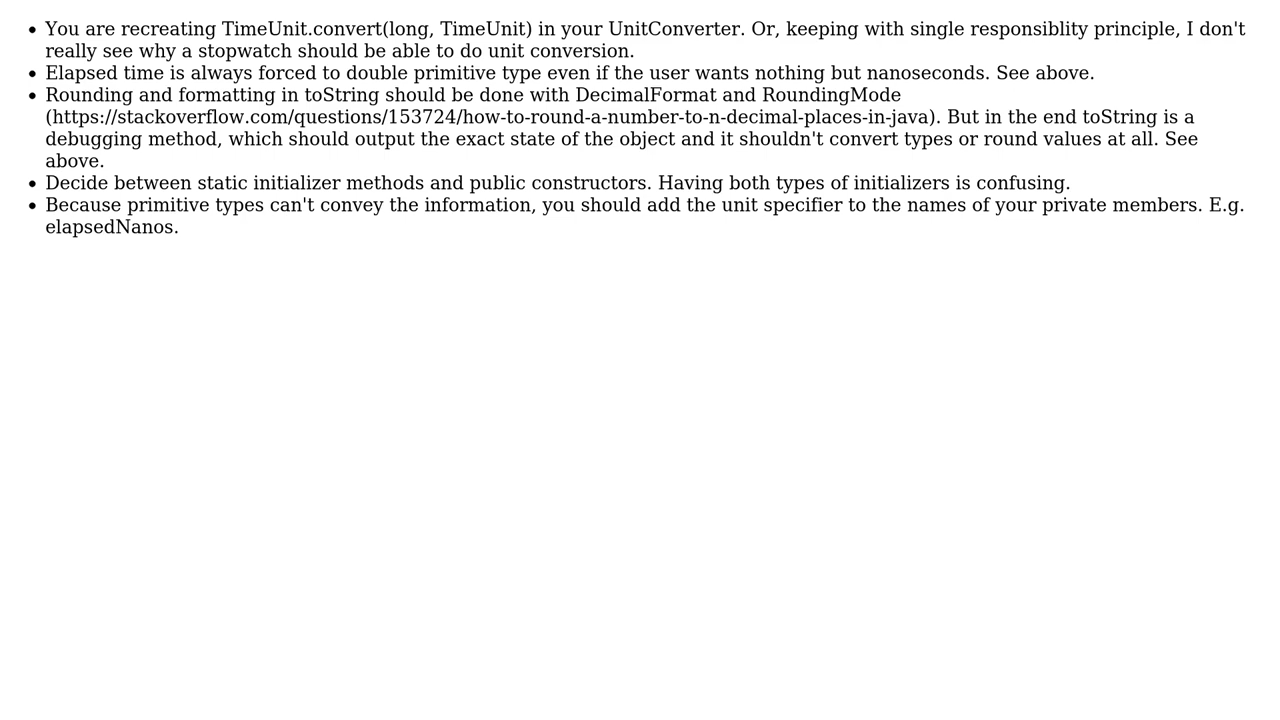 • You are recreating TimeUnit.convert(long, TimeUnit) in your UnitConverter. Or, keeping with single responsiblity principle, I don't
really see why a stopwatch should be able to do unit conversion.
• Elapsed time is always forced to double primitive type even if the user wants nothing but nanoseconds. See above.
• Rounding and formatting in toString should be done with DecimalFormat and RoundingMode
(https://stackoverflow.com/questions/153724/how-to-round-a-number-to-n-decimal-places-in-java). But in the end toString is a
debugging method, which should output the exact state of the object and it shouldn't convert types or round values at all. See
above.
• Decide between static initializer methods and public constructors. Having both types of initializers is confusing.
• Because primitive types can't convey the information, you should add the unit specifier to the names of your private members. E.g.
elapsedNanos.